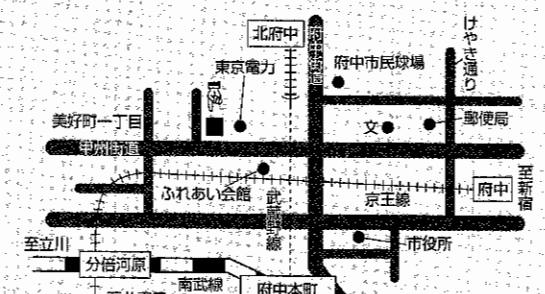 北府中
府中街道
けやき通り
府中市民球場
東京電力
美好町一丁目
文
郵便局
甲州街道
至新宿
府中
ふれあい会館
京王線
武蔵野線
市役所
至立川
分倍河原
南武線
府中本町